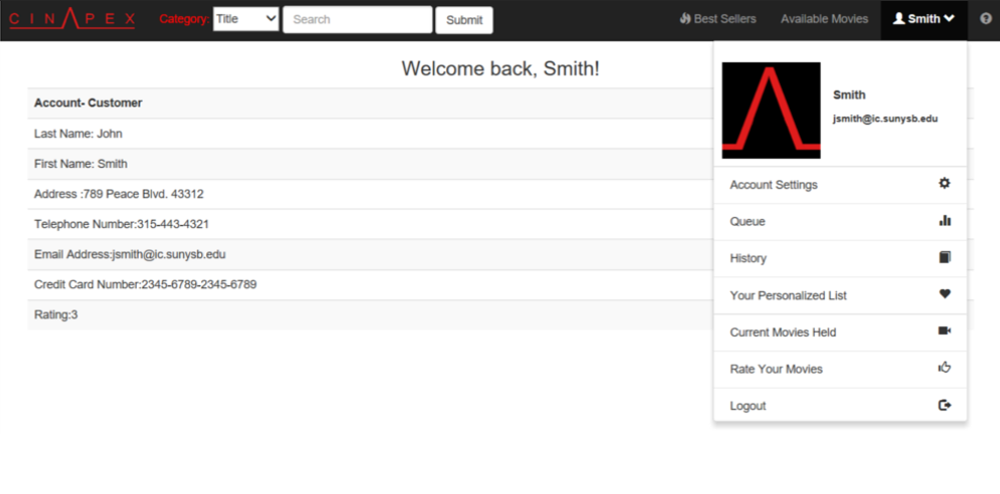 CINAPEX Category: Title Search Submit Best Sellers Available Movies Smith
Welcome back, Smith!
Account- Customer
Last Name: John
First Name: Smith
Address :789 Peace Blvd. 43312
Telephone Number:315-443-4321
Email Address:jsmith@ic.sunysb.edu
Credit Card Number:2345-6789-2345-6789
Rating:3
Smith
jsmith@ic.sunysb.edu
Account Settings
Queue
History
Your Personalized List
Current Movies Held
Rate Your Movies
Logout